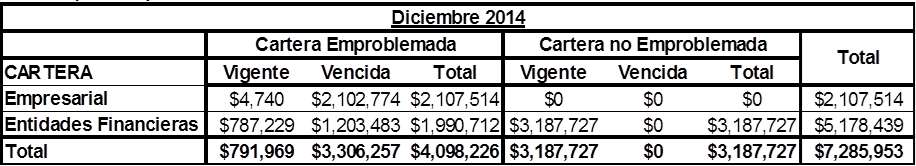 Diciembre 2014
Cartera Emproblemada Cartera no Emproblemada Total
CARTERA Vigente Vencida Total Vigente Vencida Total
Empresarial $4,740 $2,102,774 $2,107,514 $0 $0 $0 $2,107,514
Entidades Financieras $787,229 $1,203,483 $1,990,712 $3,187,727 $0 $3,187,727 $5,178,439
Total $791,969 $3,306,257 $4,098,226 $3,187,727 $0 $3,187,727 $7,285,953